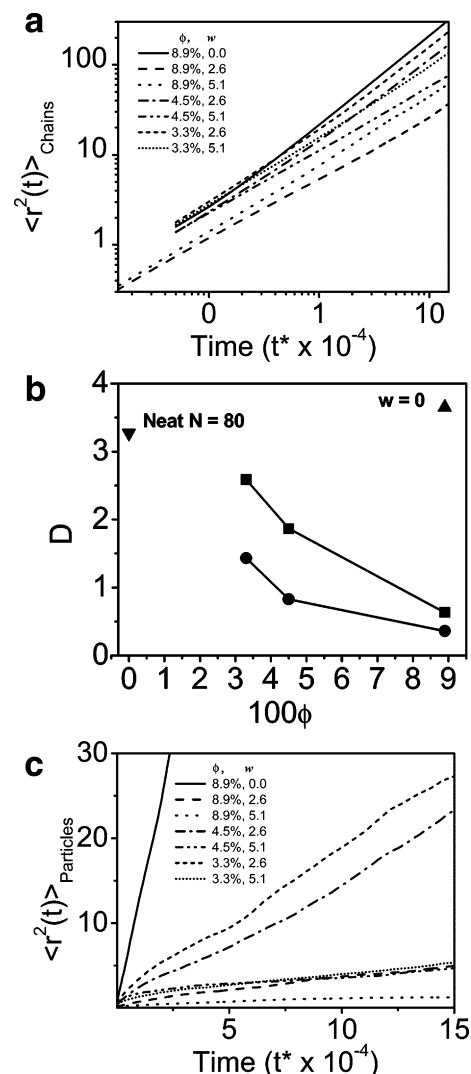 a
<r²(t)>Chains
100
10
1
ϕ, w
8.9%, 0.0
8.9%, 2.6
8.9%, 5.1
4.5%, 2.6
4.5%, 5.1
3.3%, 2.6
3.3%, 5.1
0 1 10
Time (t* x 10⁻⁴)
b
D
4
3
2
1
0
Neat N = 80
w = 0
0 1 2 3 4 5 6 7 8 9
100ϕ
c
<r²(t)>Particles
30
20
10
ϕ, w
8.9%, 0.0
8.9%, 2.6
8.9%, 5.1
4.5%, 2.6
4.5%, 5.1
3.3%, 2.6
3.3%, 5.1
5 10 15
Time (t* x 10⁻⁴)